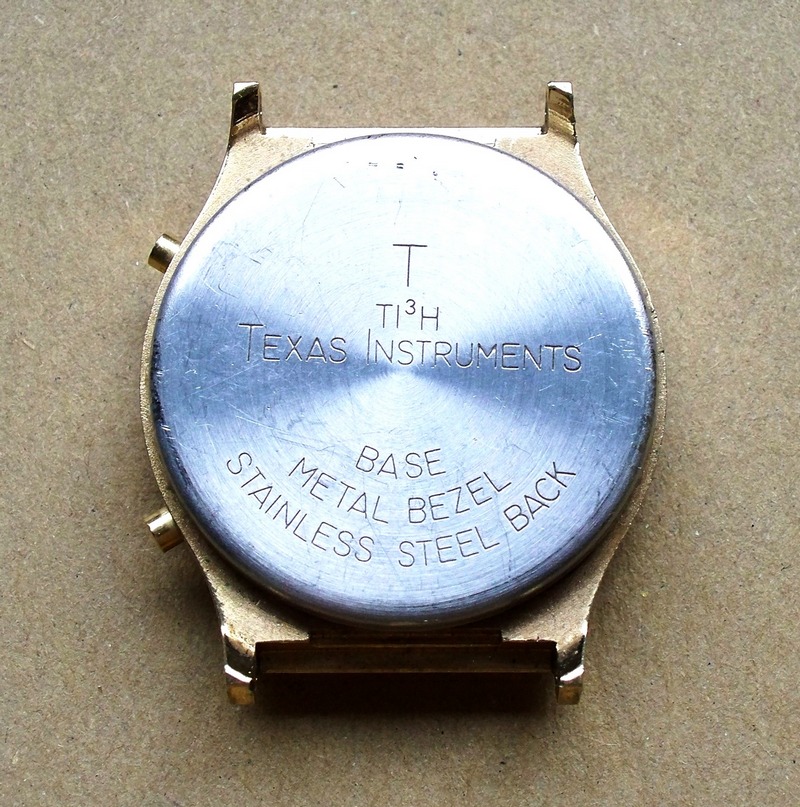 T
TI³H
TEXAS INSTRUMENTS
BASE
METAL BEZEL
STAINLESS STEEL BACK